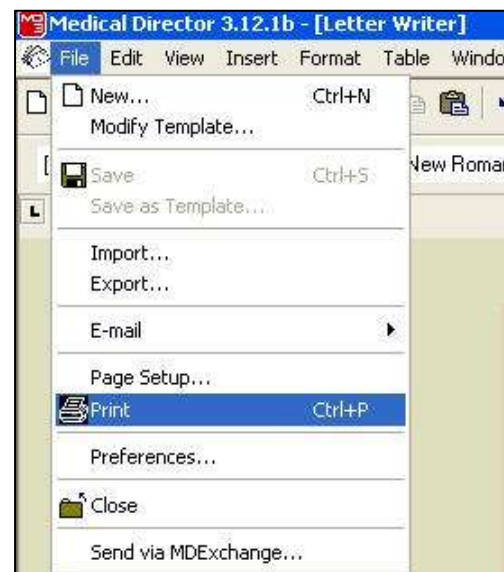 Medical Director 3.12.1b - [Letter Writer]
File Edit View Insert Format Table
New... Ctrl+N
Modify Template...
New Roman
Save Ctrl+S
Save as Template...
Import...
Export...
E-mail
Page Setup...
Print Ctrl+P
Preferences...
Close
Send via MDExchange...